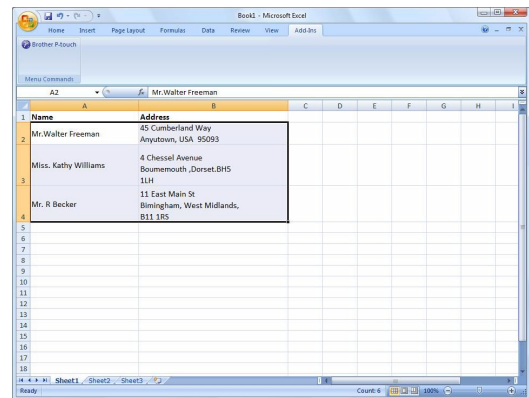 Book1 - Microsoft Excel
Home Insert Page Layout Formulas Data Review View Add-Ins
Brother P-touch
Menu Commands
A2 fx Mr.Walter Freeman
A B C D E F G H I
1 Name Address
45 Cumberland Way
2 Mr.Walter Freeman Anyutown, USA 95093
4 Chessel Avenue
Miss. Kathy Williams Boumemouth ,Dorset.BH5
3 1LH
11 East Main St
Mr. R Becker Bimingham, West Midlands,
4 B11 1RS
5
6
7
8
9
10
11
12
13
14
15
16
17
18
Sheet1 Sheet2 Sheet3
Ready Count: 6 100%